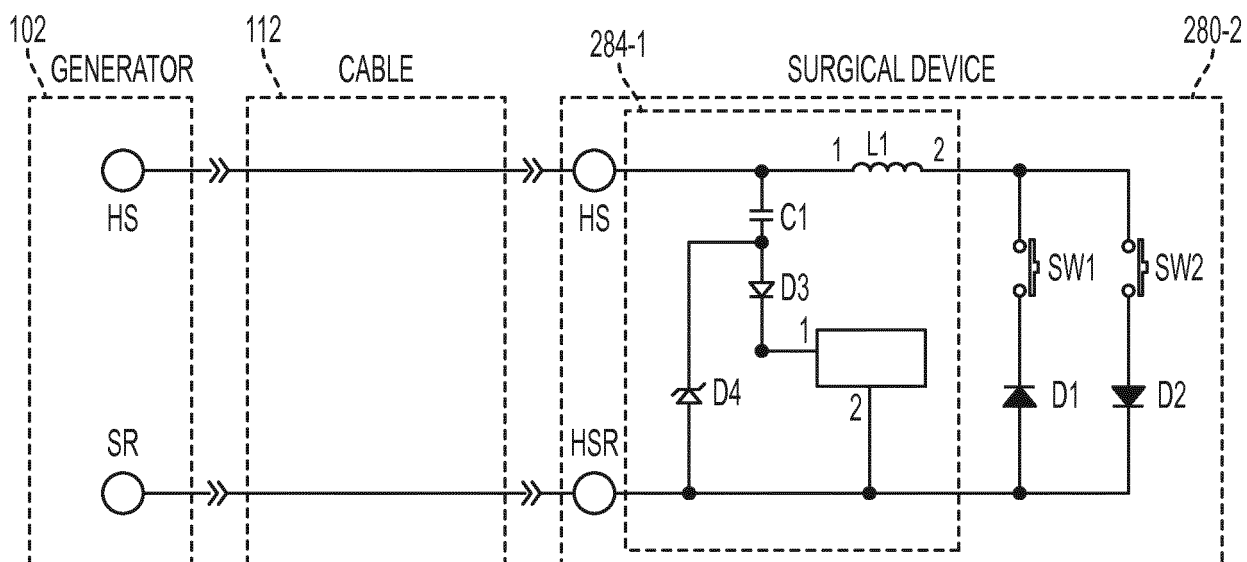 102
112
284-1
280-2
GENERATOR
CABLE
SURGICAL DEVICE
1 L1 2
HS
HS
C1
SW1
SW2
D3
1
D4
2
D1
D2
SR
HSR